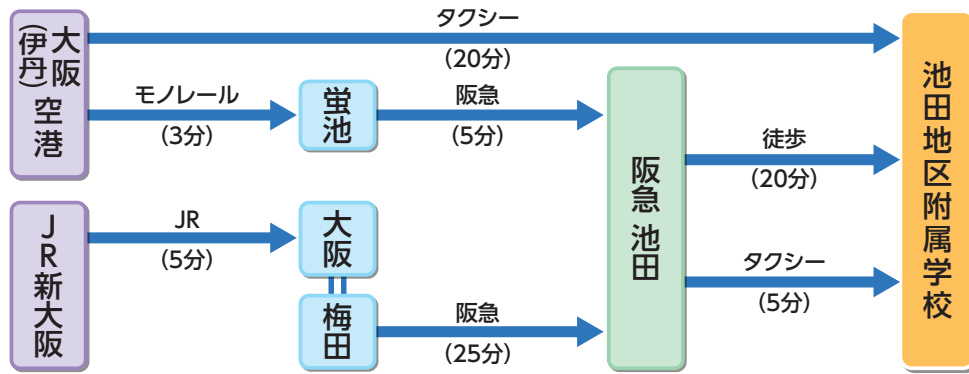 大阪
(伊丹)
空港
タクシー
(20分)
モノレール
(3分)
蛍池
阪急
(5分)
JR新大阪
JR
(5分)
大阪
梅田
阪急
(25分)
阪急 池田
徒歩
(20分)
タクシー
(5分)
池田地区附属学校